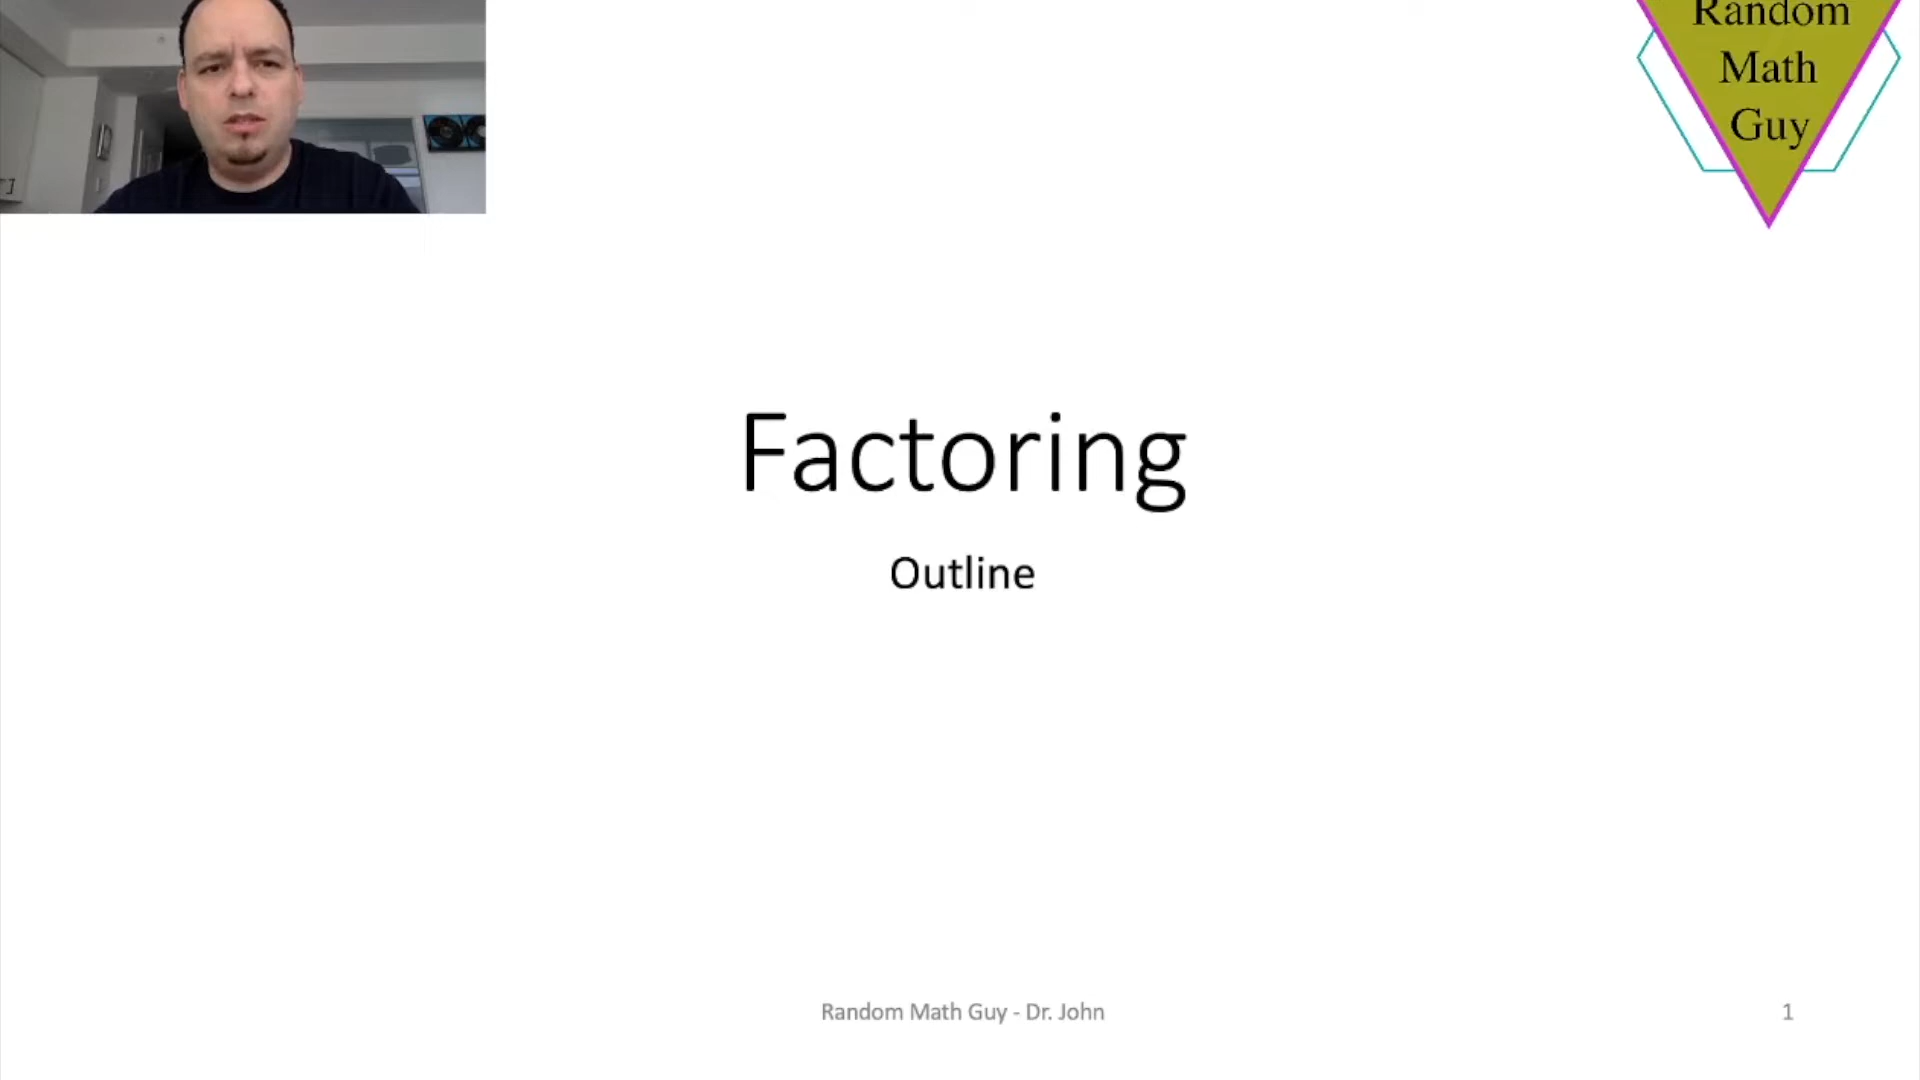 Random
Math
Guy
Factoring
Outline
Random Math Guy - Dr. John
1